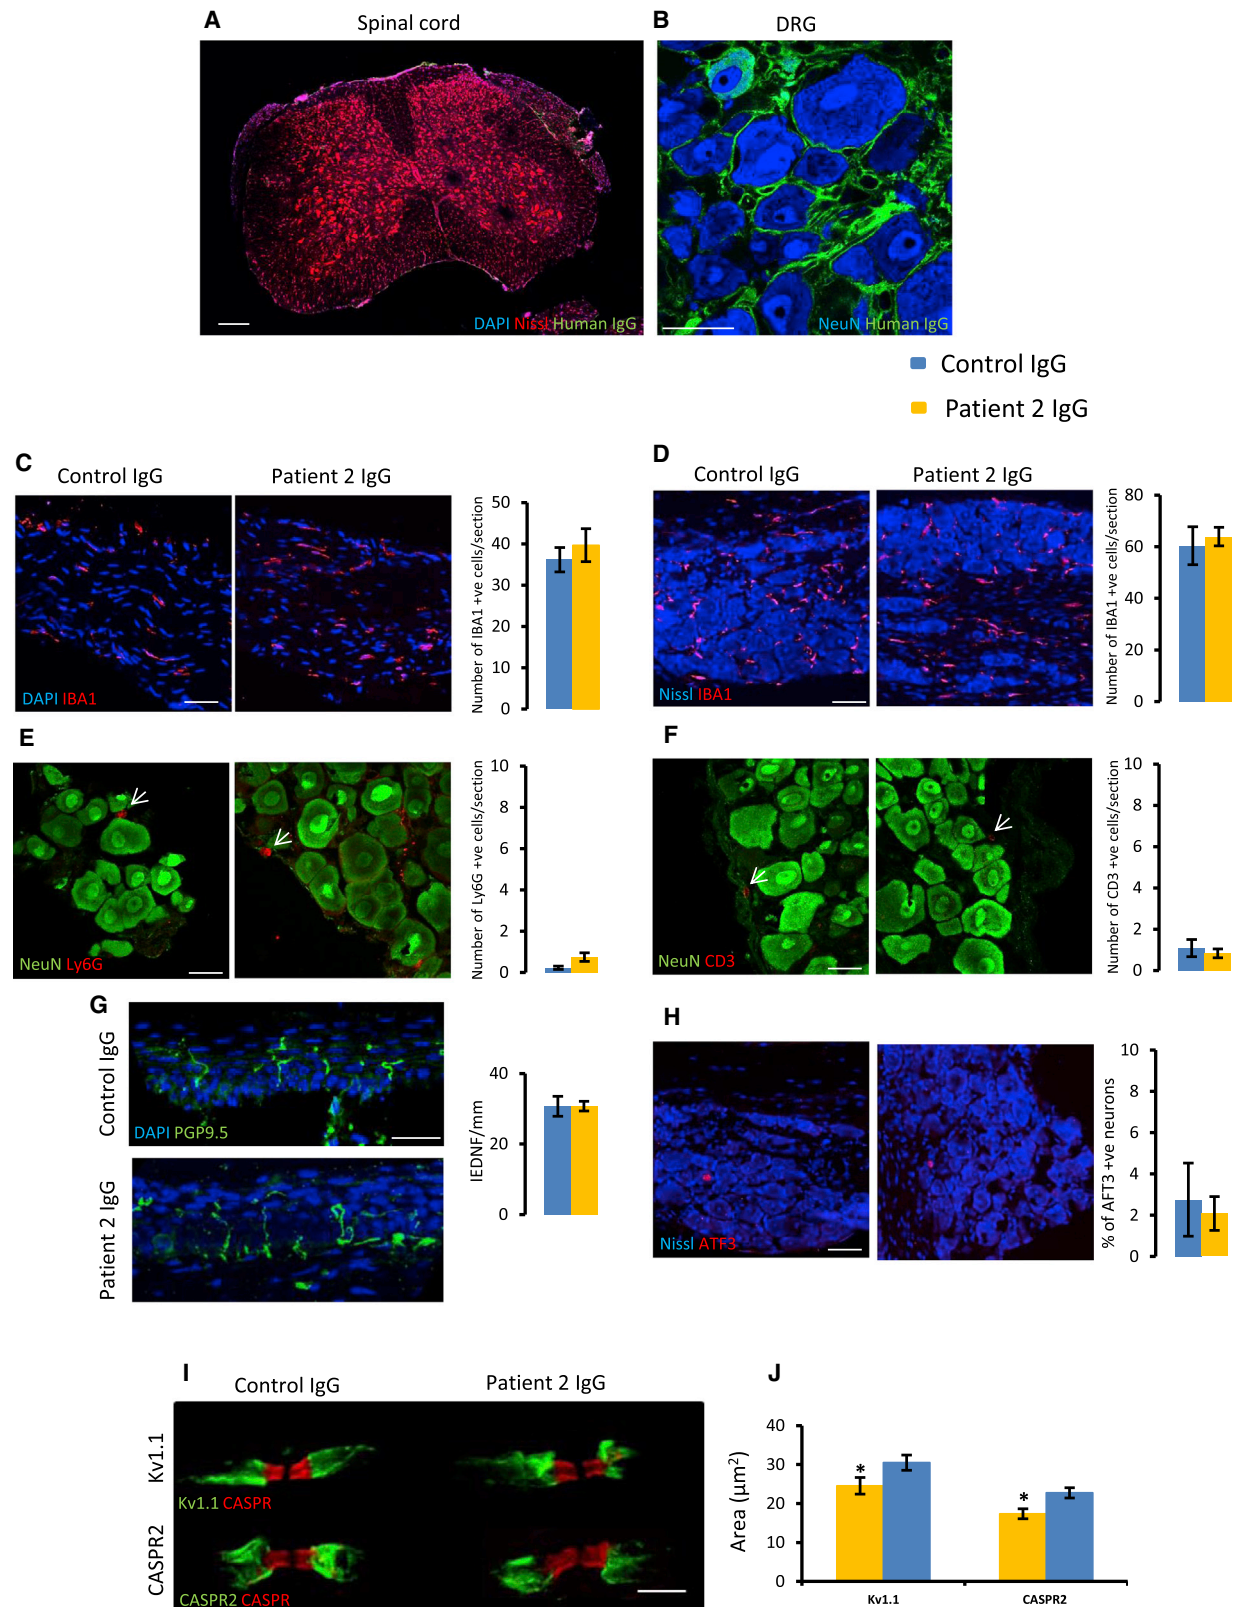 A
Spinal cord
B
DRG
DAPI Nissl Human IgG
NeuN Human IgG
Control IgG
Patient 2 IgG
C
Control IgG
Patient 2 IgG
DAPI IBA1
Number of IBA1 +ve cells/section
50
40
30
20
10
0
D
Control IgG
Patient 2 IgG
Nissl IBA1
Number of IBA1 +ve cells/section
80
60
40
20
0
E
NeuN Ly6G
Number of Ly6G +ve cells/section
10
8
6
4
2
0
F
NeuN CD3
Number of CD3 +ve cells/section
10
8
6
4
2
0
G
Control IgG
DAPI PGP9.5
Patient 2 IgG
IEDNF/mm
40
20
0
H
Nissl ATF3
% of AFT3 +ve neurons
10
8
6
4
2
0
I
Control IgG
Patient 2 IgG
Kv1.1
Kv1.1 CASPR
CASPR2
CASPR2 CASPR
J
Area (µm²)
40
30
20
10
0
*
*
Kv1.1
CASPR2